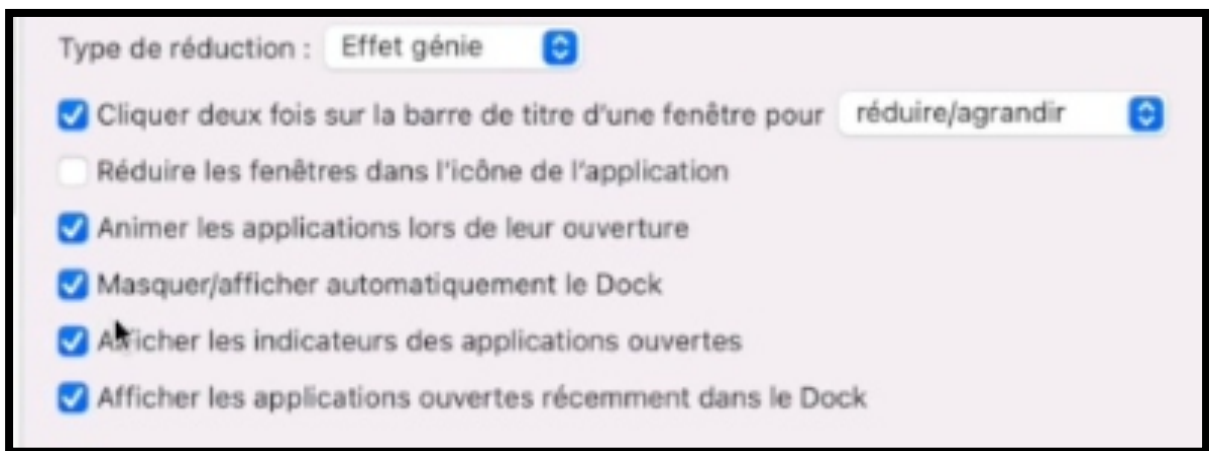 Type de réduction : Effet génie
Cliquer deux fois sur la barre de titre d'une fenêtre pour réduire/agrandir
Réduire les fenêtres dans l'icône de l'application
Animer les applications lors de leur ouverture
Masquer/afficher automatiquement le Dock
Afficher les indicateurs des applications ouvertes
Afficher les applications ouvertes récemment dans le Dock